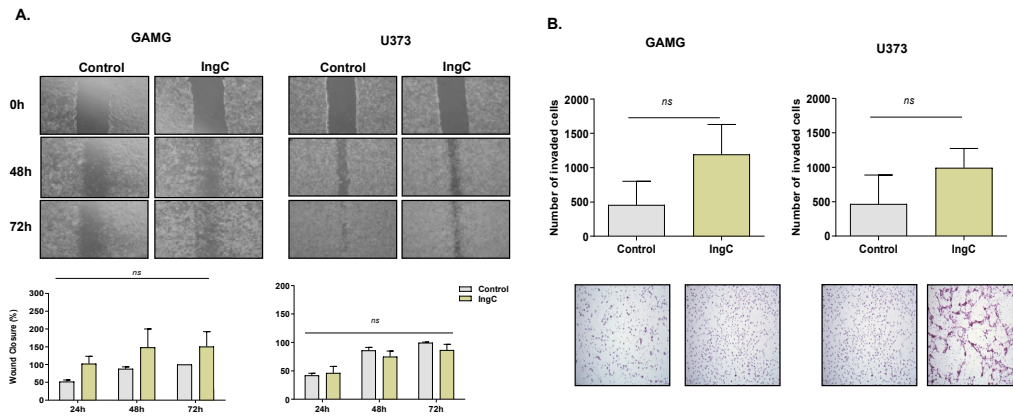 A.
GAMG
U373
Control
IngC
Control
IngC
0h
48h
72h
ns
Wound Closure (%)
300
250
200
150
100
50
0
24h
48h
72h
ns
Control
IngC
100
50
0
24h
48h
72h
B.
GAMG
U373
ns
Number of invaded cells
2000
1500
1000
500
0
Control
IngC
ns
Number of invaded cells
2000
1500
1000
500
0
Control
IngC